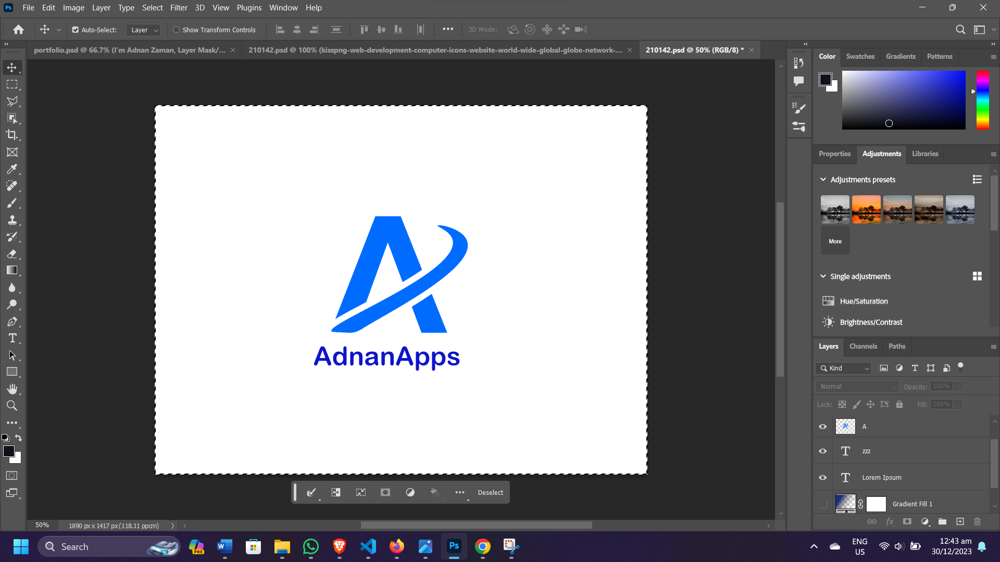 Ps File Edit Image Layer Type Select Filter 3D View Plugins Window Help
Auto-Select: Layer Show Transform Controls 3D Mode:
portfolio.psd @ 66.7% (I'm Adnan Zaman, Layer Mask/... 210142.psd @ 100% (kisspng-web-development-computer-icons-website-world-wide-global-globe-network-... 210142.psd @ 50% (RGB/8) *
Color Swatches Gradients Patterns
Properties Adjustments Libraries
Adjustments presets
More
Single adjustments
Hue/Saturation
Brightness/Contrast
AdnanApps
Layers Channels Paths
Kind
Normal Opacity: 100%
Lock: Fill: 100%
A
zzz
Lorem Ipsum
Gradient Fill 1
Deselect
50% 1890 px x 1417 px (118.11 ppcm)
Search PRE Ps
ENG
US
12:43 am
30/12/2023